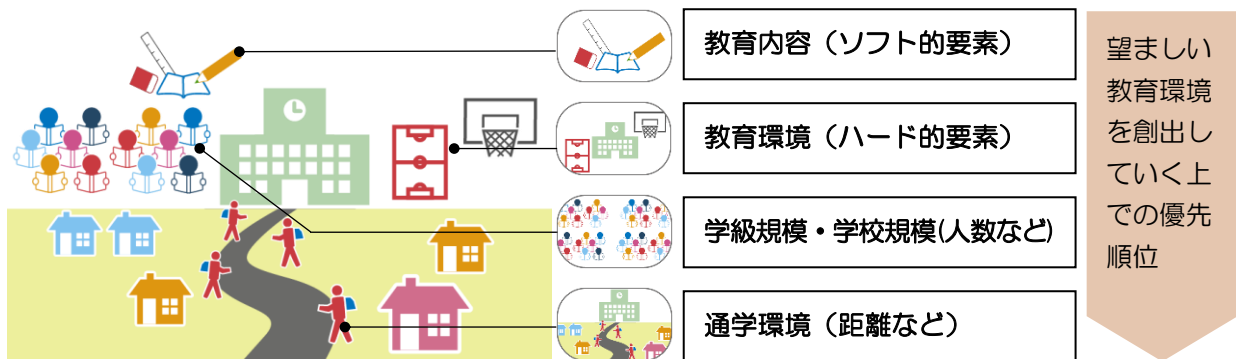 教育内容（ソフト的要素）
教育環境（ハード的要素）
学級規模・学校規模(人数など)
通学環境（距離など）
望ましい
教育環境
を創出し
ていく上
での優先
順位